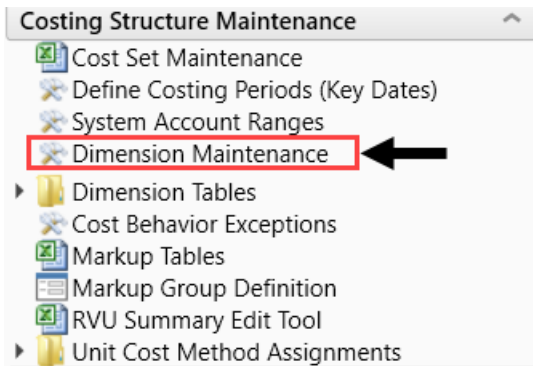 Costing Structure Maintenance
Cost Set Maintenance
Define Costing Periods (Key Dates)
System Account Ranges
Dimension Maintenance
Dimension Tables
Cost Behavior Exceptions
Markup Tables
Markup Group Definition
RVU Summary Edit Tool
Unit Cost Method Assignments